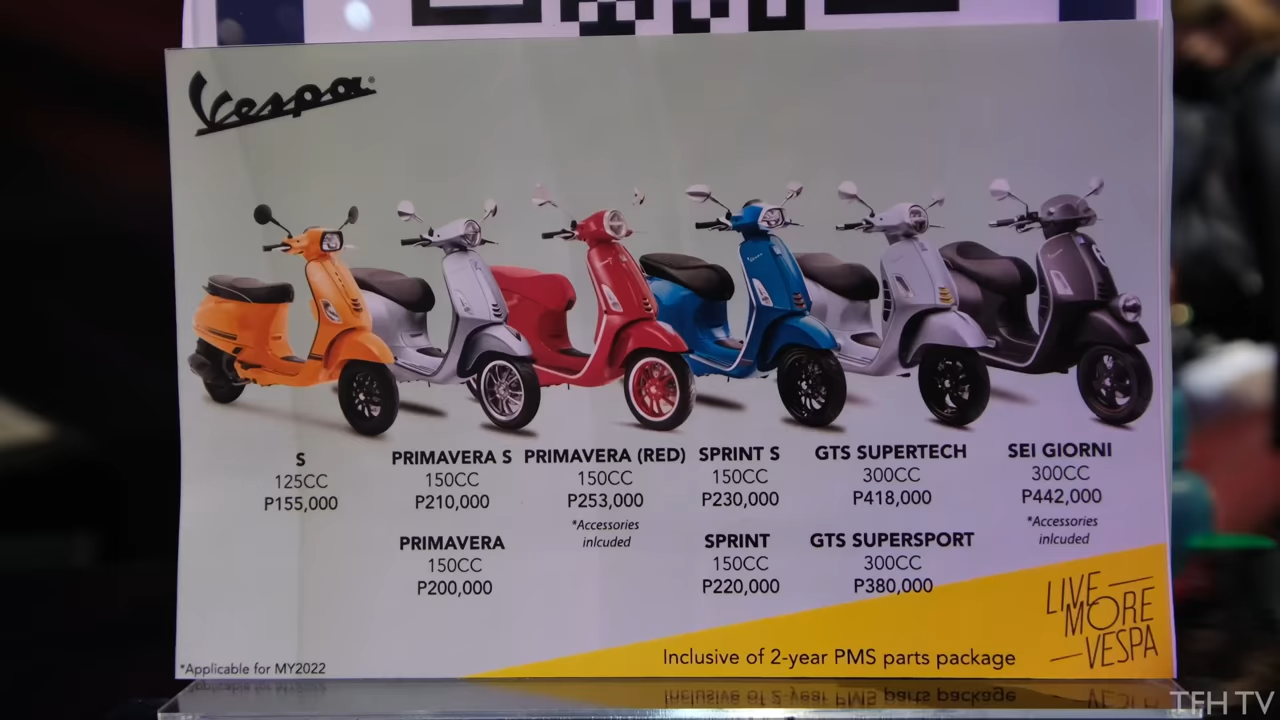 Vespa
S
125CC
P155,000
PRIMAVERA S
150CC
P210,000
PRIMAVERA
150CC
P200,000
PRIMAVERA (RED)
150CC
P253,000
*Accessories
inlcuded
SPRINT S
150CC
P230,000
SPRINT
150CC
P220,000
GTS SUPERTECH
300CC
P418,000
GTS SUPERSPORT
300CC
P380,000
SEI GIORNI
300CC
P442,000
*Accessories
inlcuded
*Applicable for MY2022
Inclusive of 2-year PMS parts package
LIVE
MORE
VESPA
TFH TV